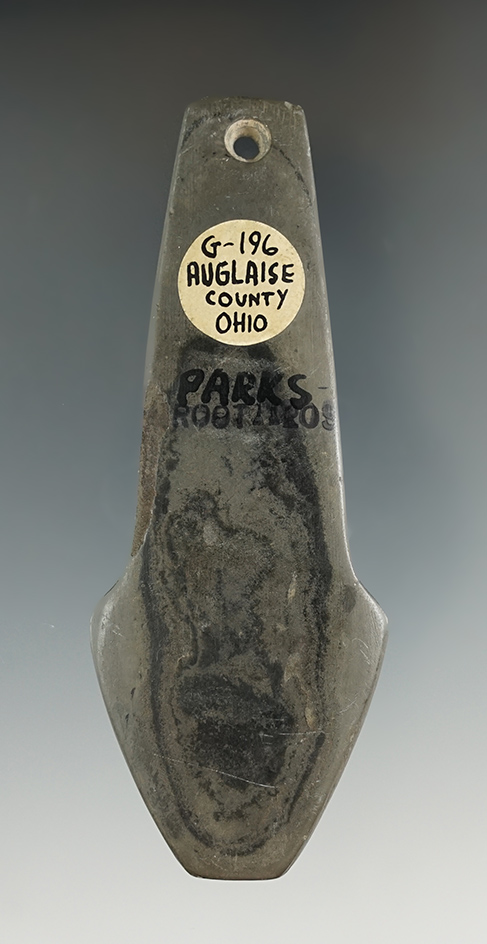 G-196
AUGLAISE
COUNTY
OHIO
PARKS